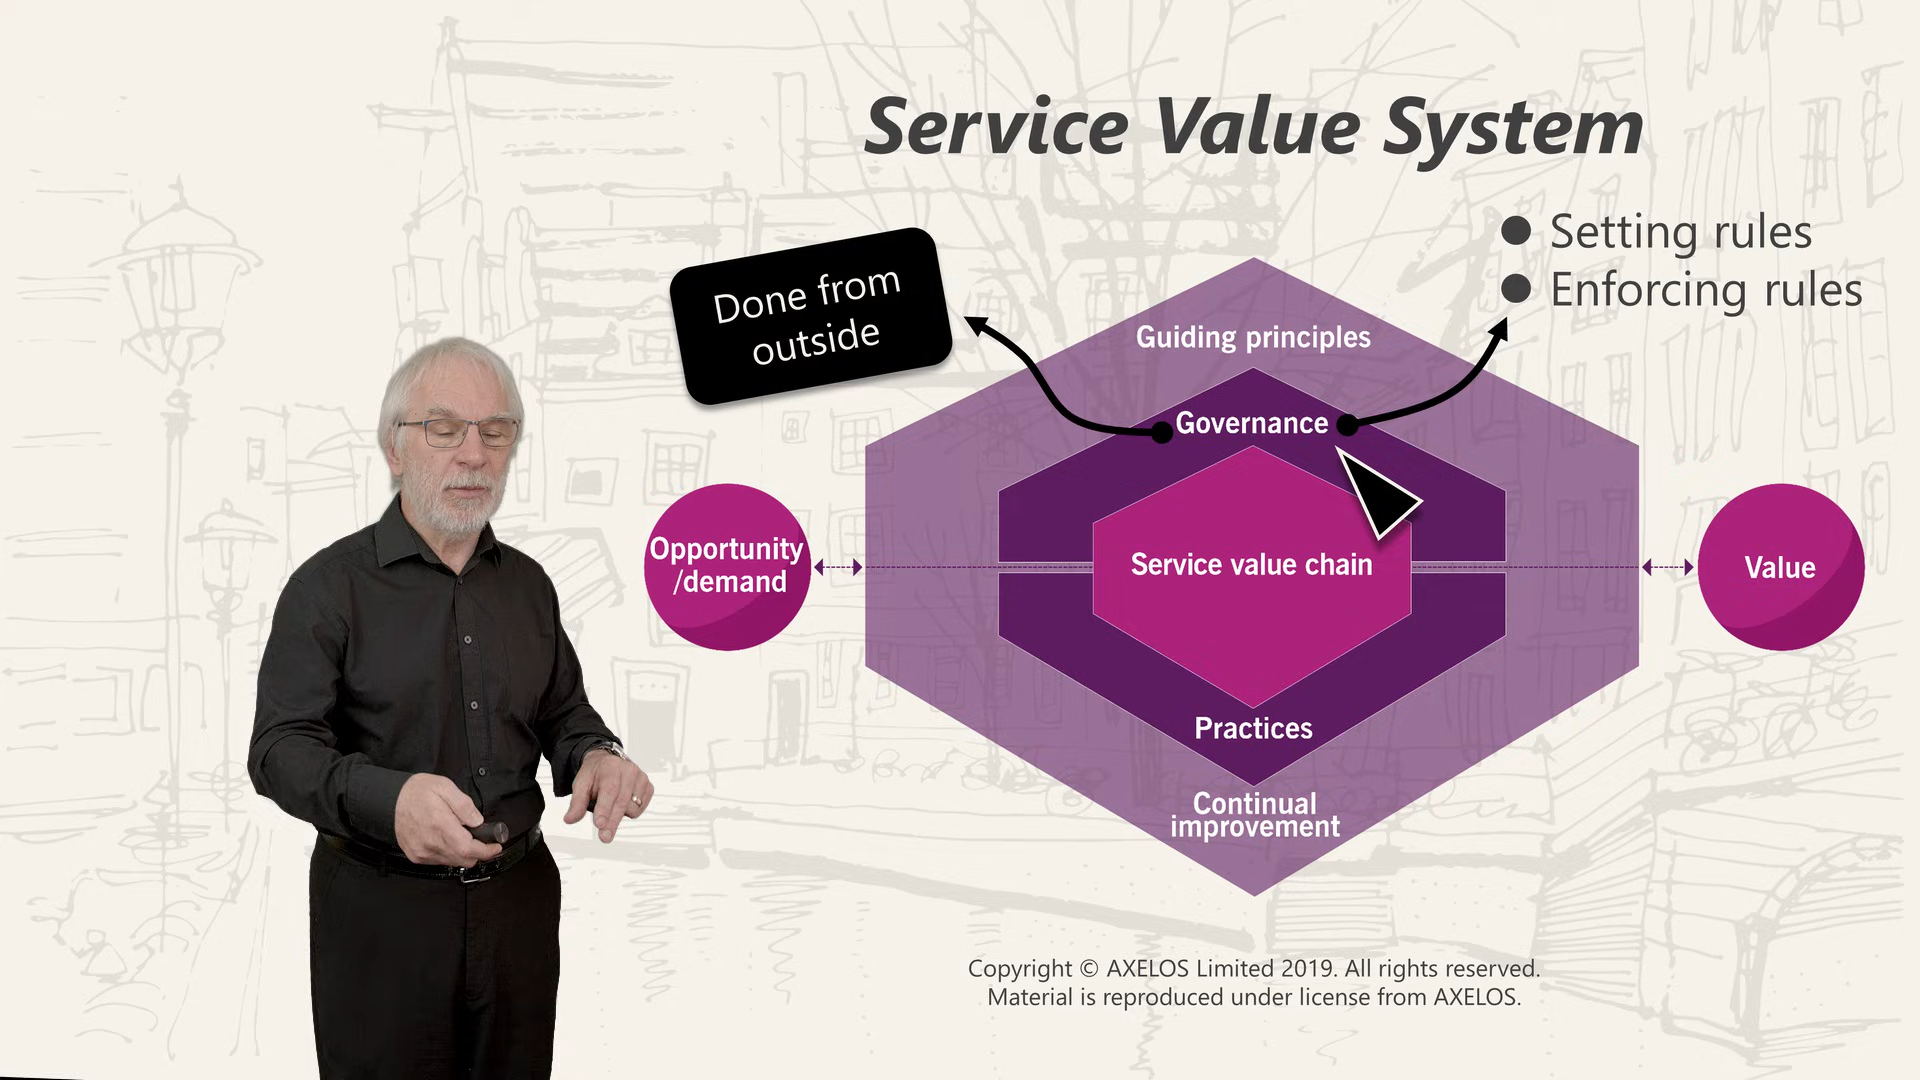 Service Value System
Setting rules
Enforcing rules
Done from
outside
Guiding principles
Governance
Opportunity
/demand
Service value chain
Value
Practices
Continual
improvement
Copyright © AXELOS Limited 2019. All rights reserved.
Material is reproduced under license from AXELOS.